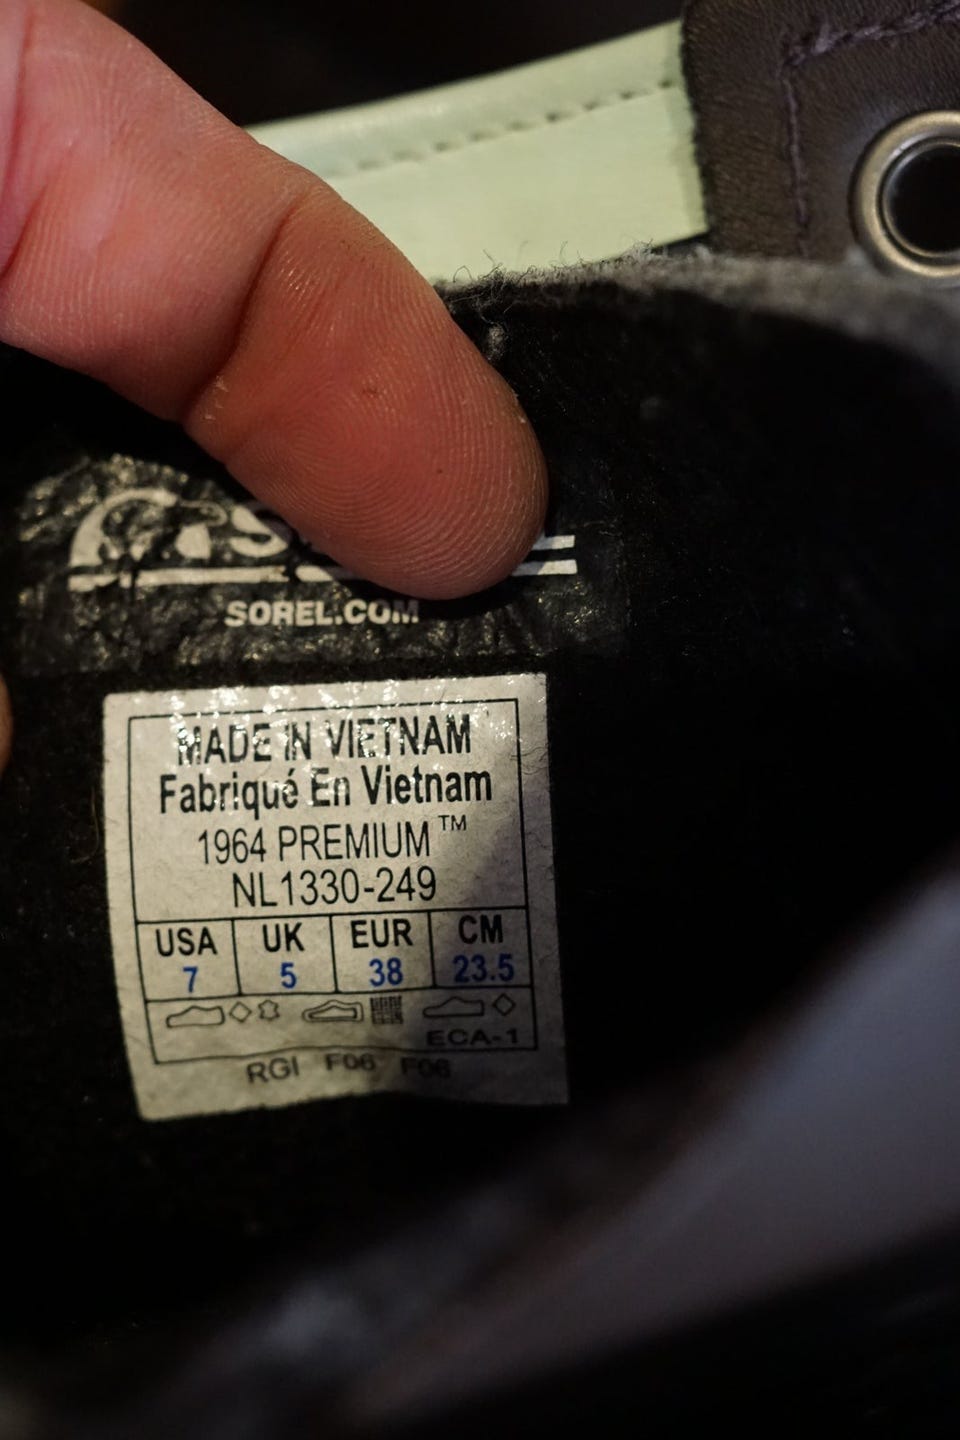 SOREL.COM
MADE IN VIETNAM
Fabriqué En Vietnam
1964 PREMIUM™
NL1330-249
USA UK EUR CM
7 5 38 23.5
ECA-1
RGI F06 F06